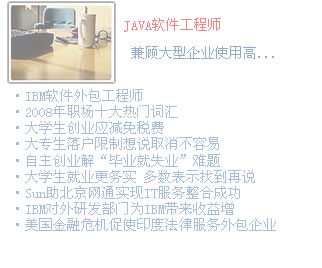 JAVA软件工程师
兼顾大型企业使用高...
· IBM软件外包工程师
· 2008年职场十大热门词汇
· 大学生创业应减免税费
· 大专生落户限制想说取消不容易
· 自主创业解“毕业就失业”难题
· 大学生就业更务实 多数表示找到再说
· Sun助北京网通实现IT服务整合成功
· IBM对外研发部门为IBM带来收益增
· 美国金融危机促使印度法律服务外包企业